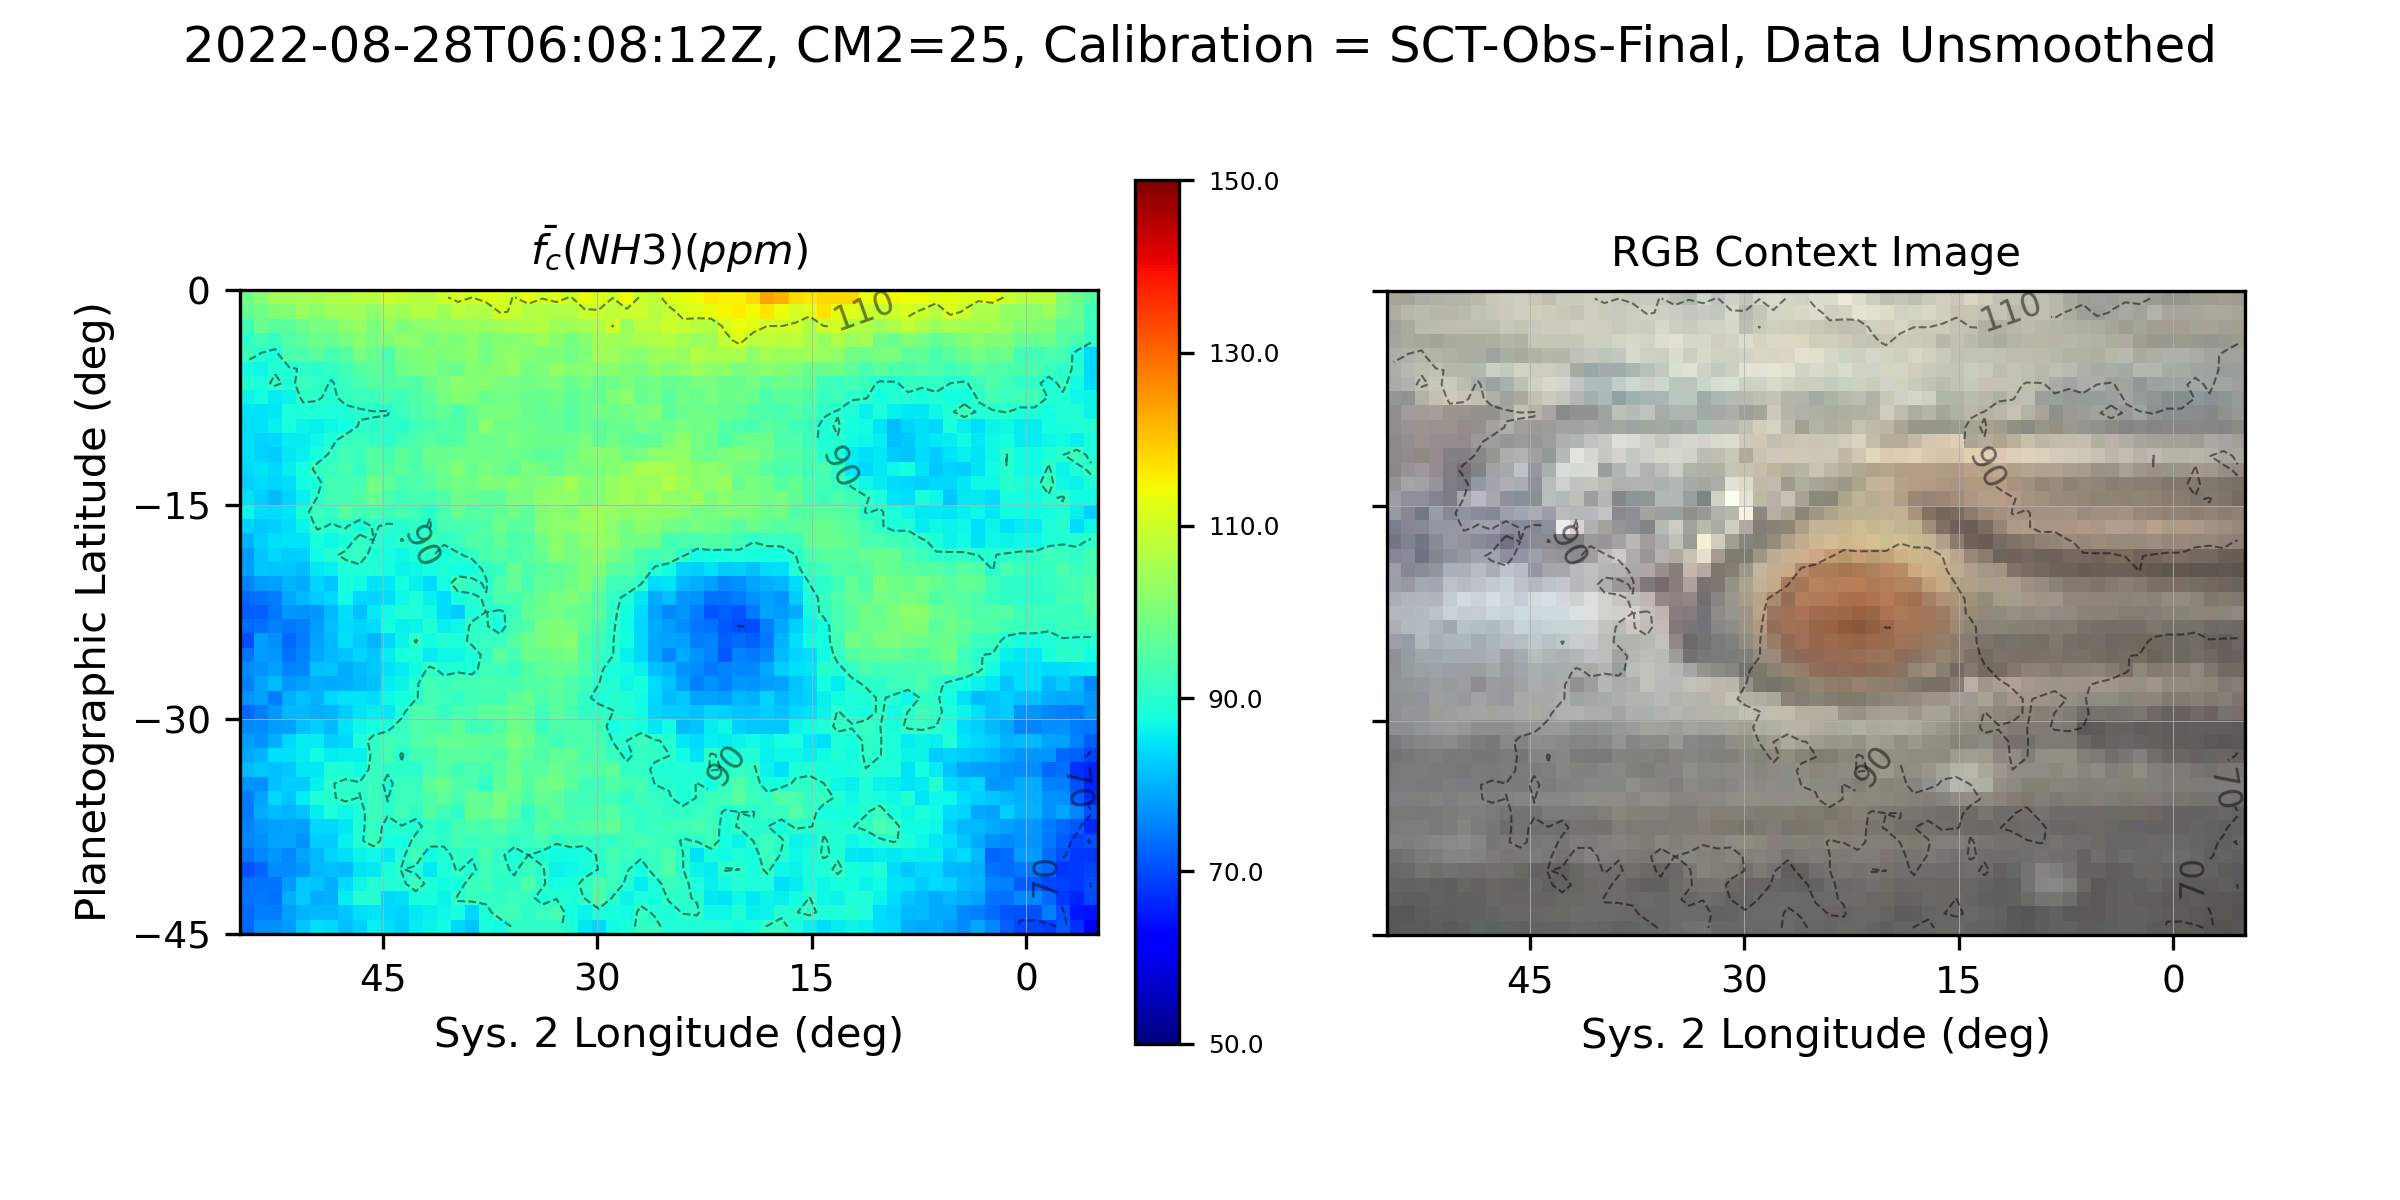 2022-08-28T06:08:12Z, CM2=25, Calibration = SCT-Obs-Final, Data Unsmoothed
f̄_c(NH3)(ppm)
Planetographic Latitude (deg)
0
−15
−30
−45
45 30 15 0
Sys. 2 Longitude (deg)
110
90
90
90
70
70
150.0
130.0
110.0
90.0
70.0
50.0
RGB Context Image
110
90
90
90
70
70
45 30 15 0
Sys. 2 Longitude (deg)